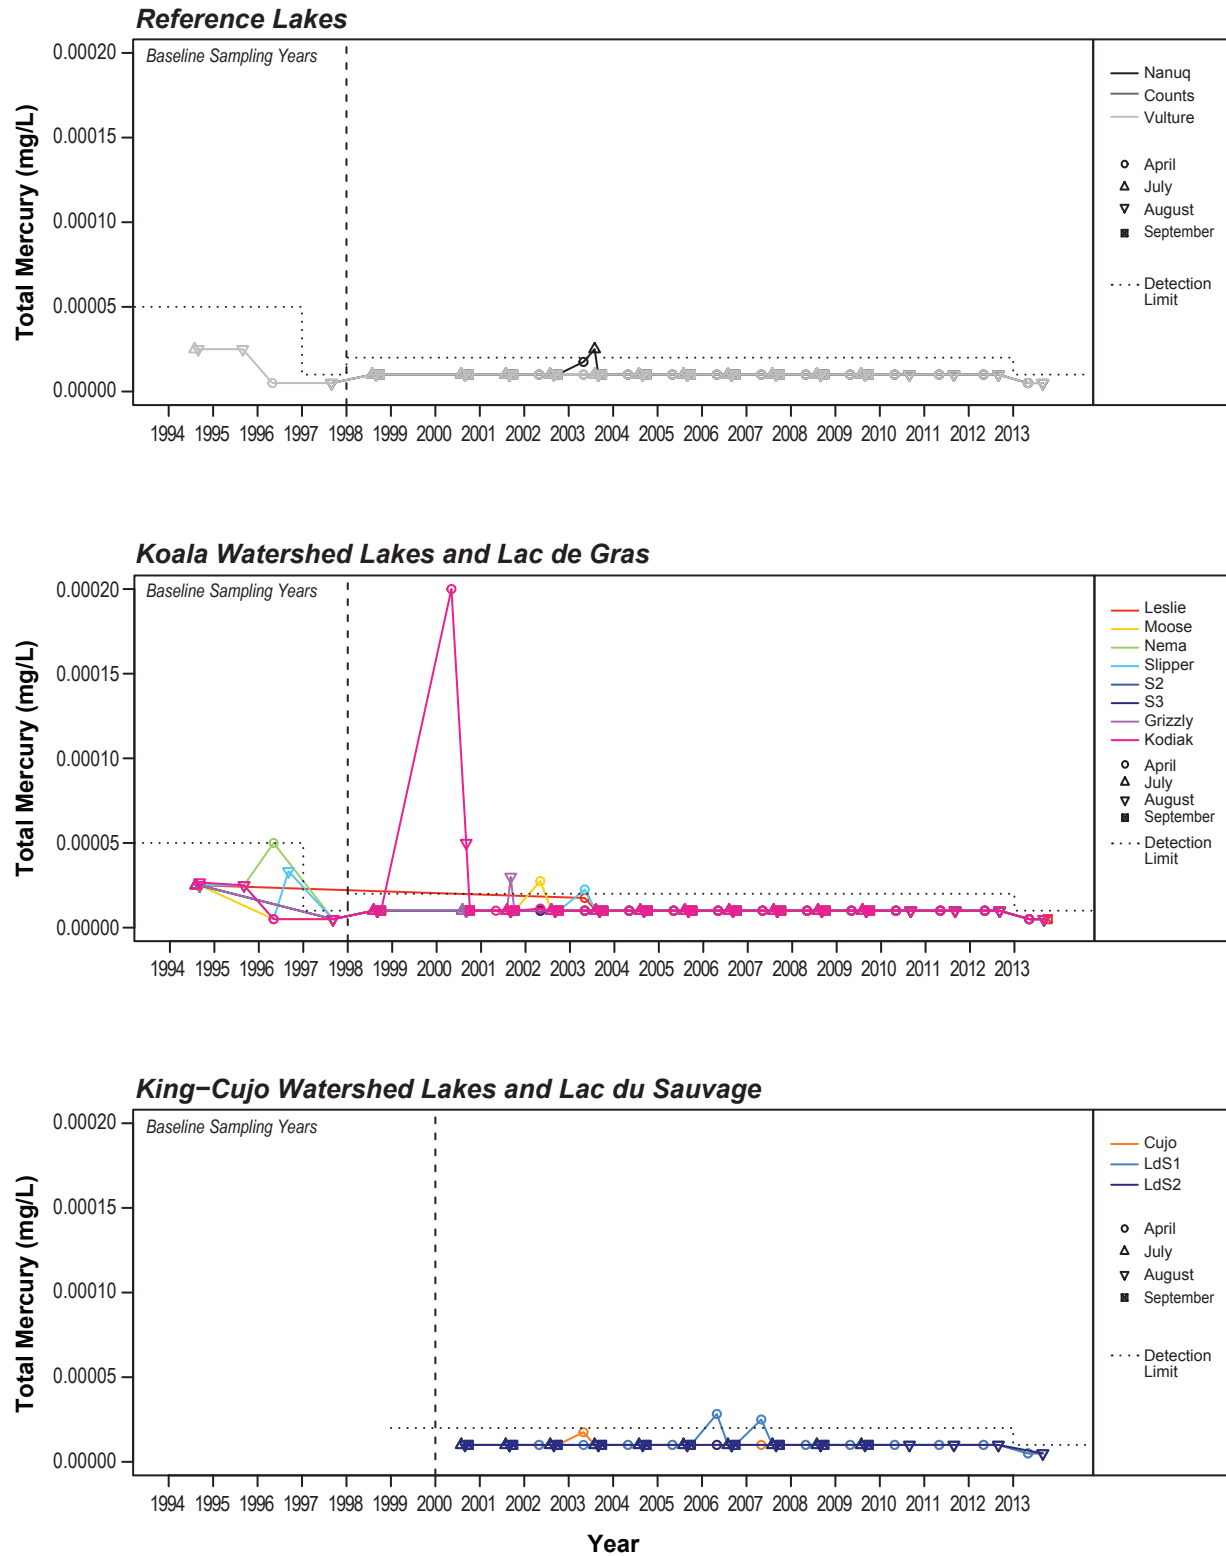 Reference Lakes
Total Mercury (mg/L)
0.00020
0.00015
0.00010
0.00005
0.00000
Baseline Sampling Years
1994 1995 1996 1997 1998 1999 2000 2001 2002 2003 2004 2005 2006 2007 2008 2009 2010 2011 2012 2013
Nanuq
Counts
Vulture
April
July
August
September
Detection
Limit
Koala Watershed Lakes and Lac de Gras
Total Mercury (mg/L)
0.00020
0.00015
0.00010
0.00005
0.00000
Baseline Sampling Years
1994 1995 1996 1997 1998 1999 2000 2001 2002 2003 2004 2005 2006 2007 2008 2009 2010 2011 2012 2013
Leslie
Moose
Nema
Slipper
S2
S3
Grizzly
Kodiak
April
July
August
September
Detection
Limit
King−Cujo Watershed Lakes and Lac du Sauvage
Total Mercury (mg/L)
0.00020
0.00015
0.00010
0.00005
0.00000
Baseline Sampling Years
1994 1995 1996 1997 1998 1999 2000 2001 2002 2003 2004 2005 2006 2007 2008 2009 2010 2011 2012 2013
Cujo
LdS1
LdS2
April
July
August
September
Detection
Limit
Year